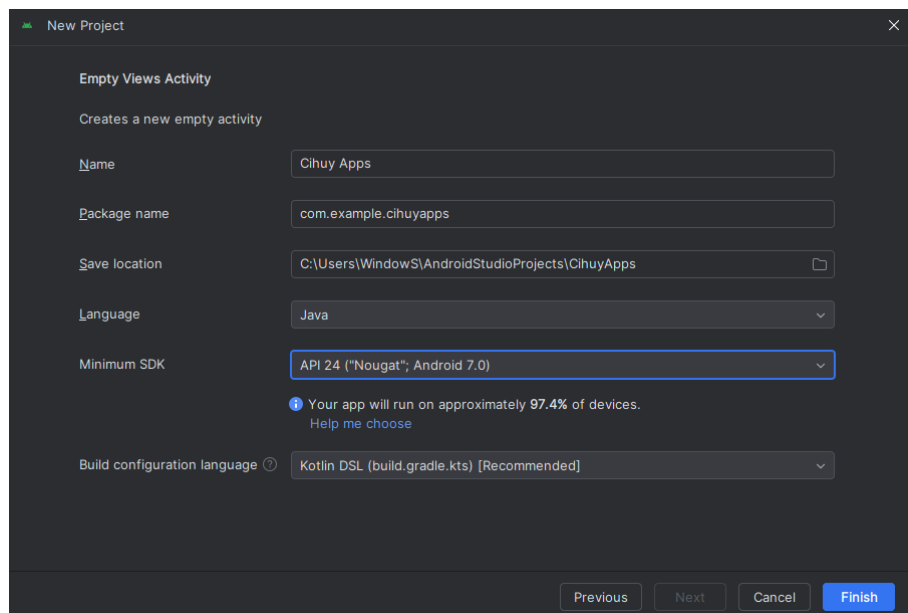 New Project
Empty Views Activity
Creates a new empty activity
Name
Cihuy Apps
Package name
com.example.cihuyapps
Save location
C:\Users\WindowS\AndroidStudioProjects\CihuyApps
Language
Java
Minimum SDK
API 24 ("Nougat"; Android 7.0)
Your app will run on approximately 97.4% of devices.
Help me choose
Build configuration language
Kotlin DSL (build.gradle.kts) [Recommended]
Previous
Next
Cancel
Finish